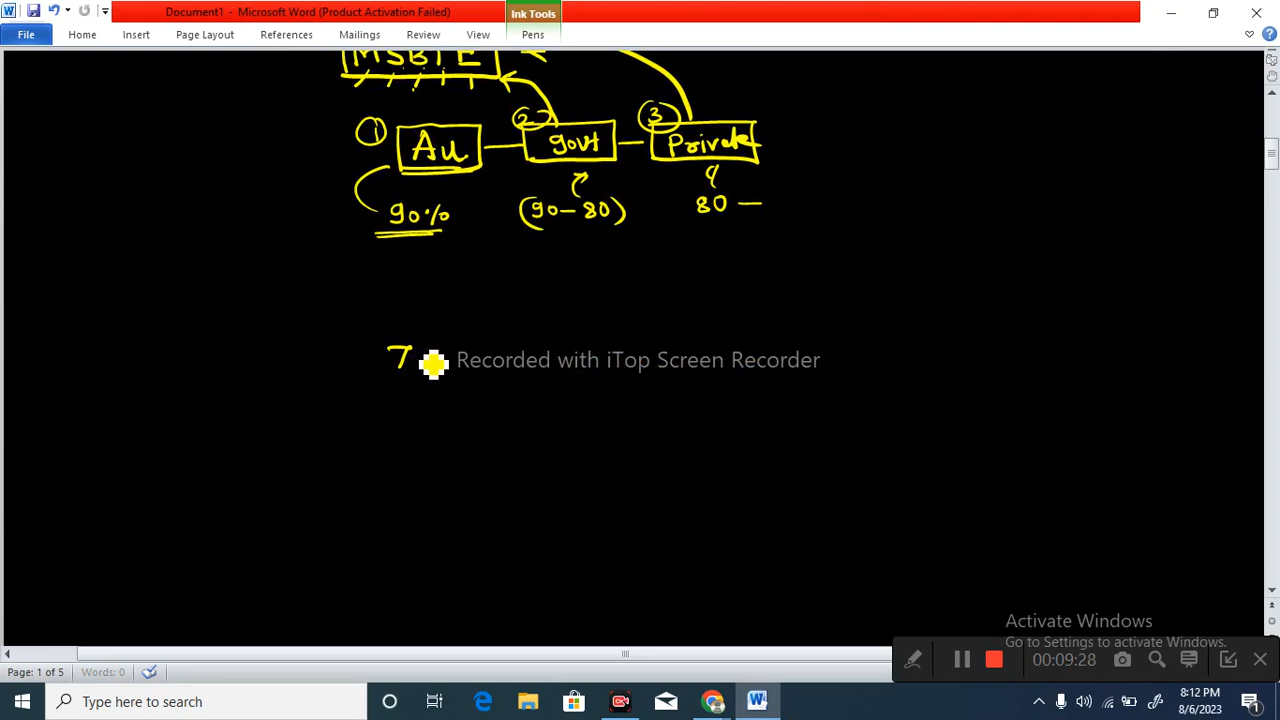 Document1 - Microsoft Word (Product Activation Failed)
Ink Tools
File Home Insert Page Layout References Mailings Review View Pens
MSBTE
① Au ② govt ③ Private
90% (90-80) 80 —
7 Recorded with iTop Screen Recorder
Activate Windows
Go to Settings to activate Windows.
00:09:28
Page: 1 of 5 Words: 0
Type here to search
8:12 PM
8/6/2023